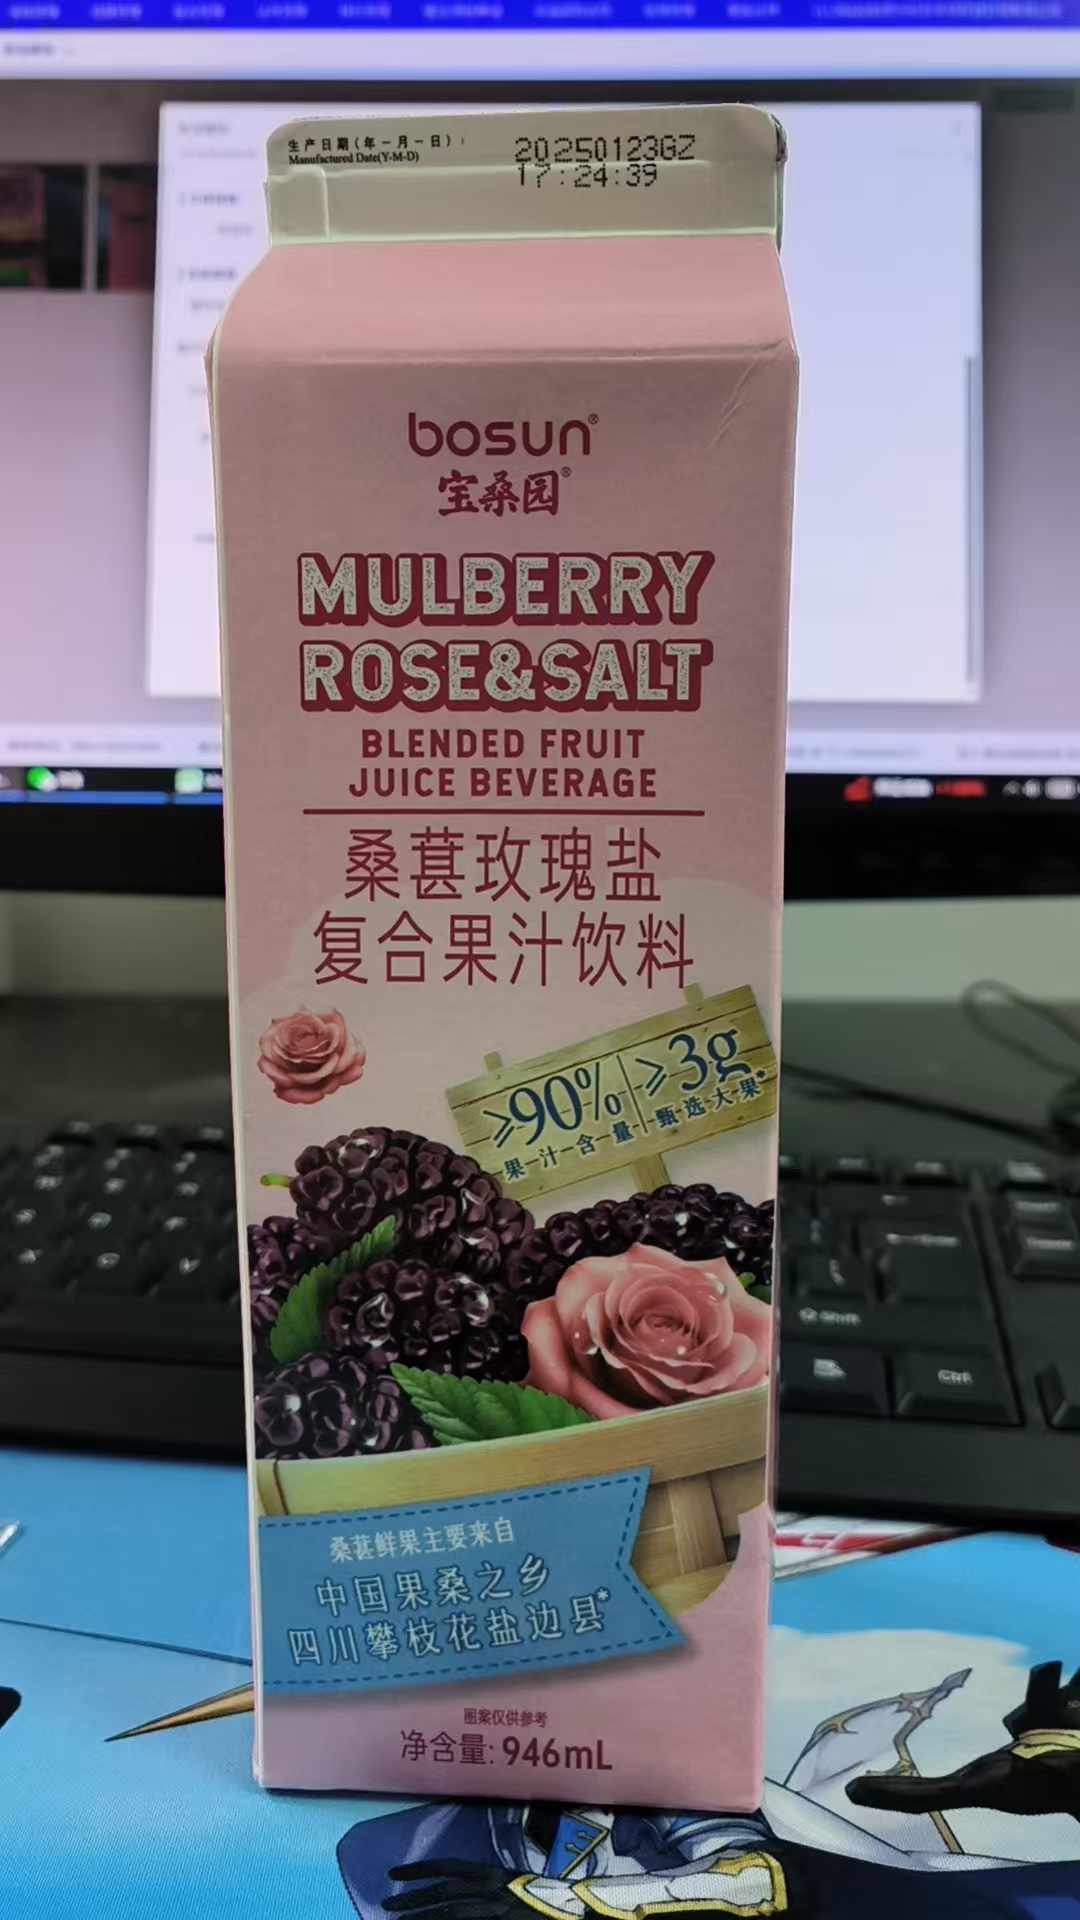 生产日期(年－月－日)：
Manufactured Date(Y-M-D)
20250123GZ
17:24:39
bosun®
宝桑园®
MULBERRY
ROSE&SALT
BLENDED FRUIT
JUICE BEVERAGE
桑葚玫瑰盐
复合果汁饮料
≥90% ≥3g
果汁含量 甄选大果*
桑葚鲜果主要来自
中国果桑之乡
四川攀枝花盐边县*
图案仅供参考
净含量: 946mL
Shift
Ctrl